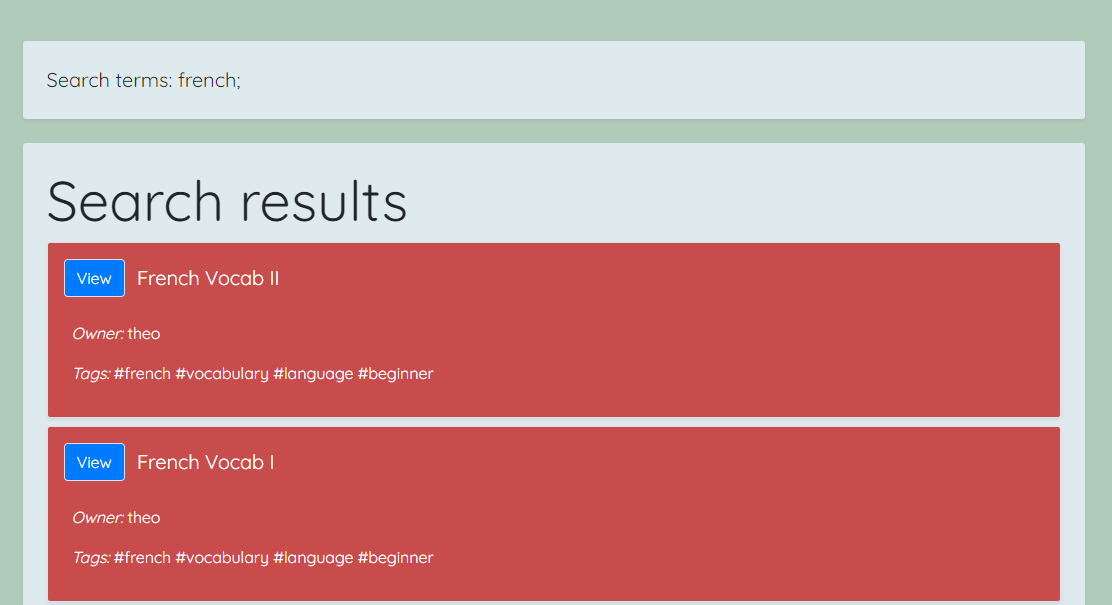 Search terms: french;
Search results
View French Vocab II
Owner: theo
Tags: #french #vocabulary #language #beginner
View French Vocab I
Owner: theo
Tags: #french #vocabulary #language #beginner